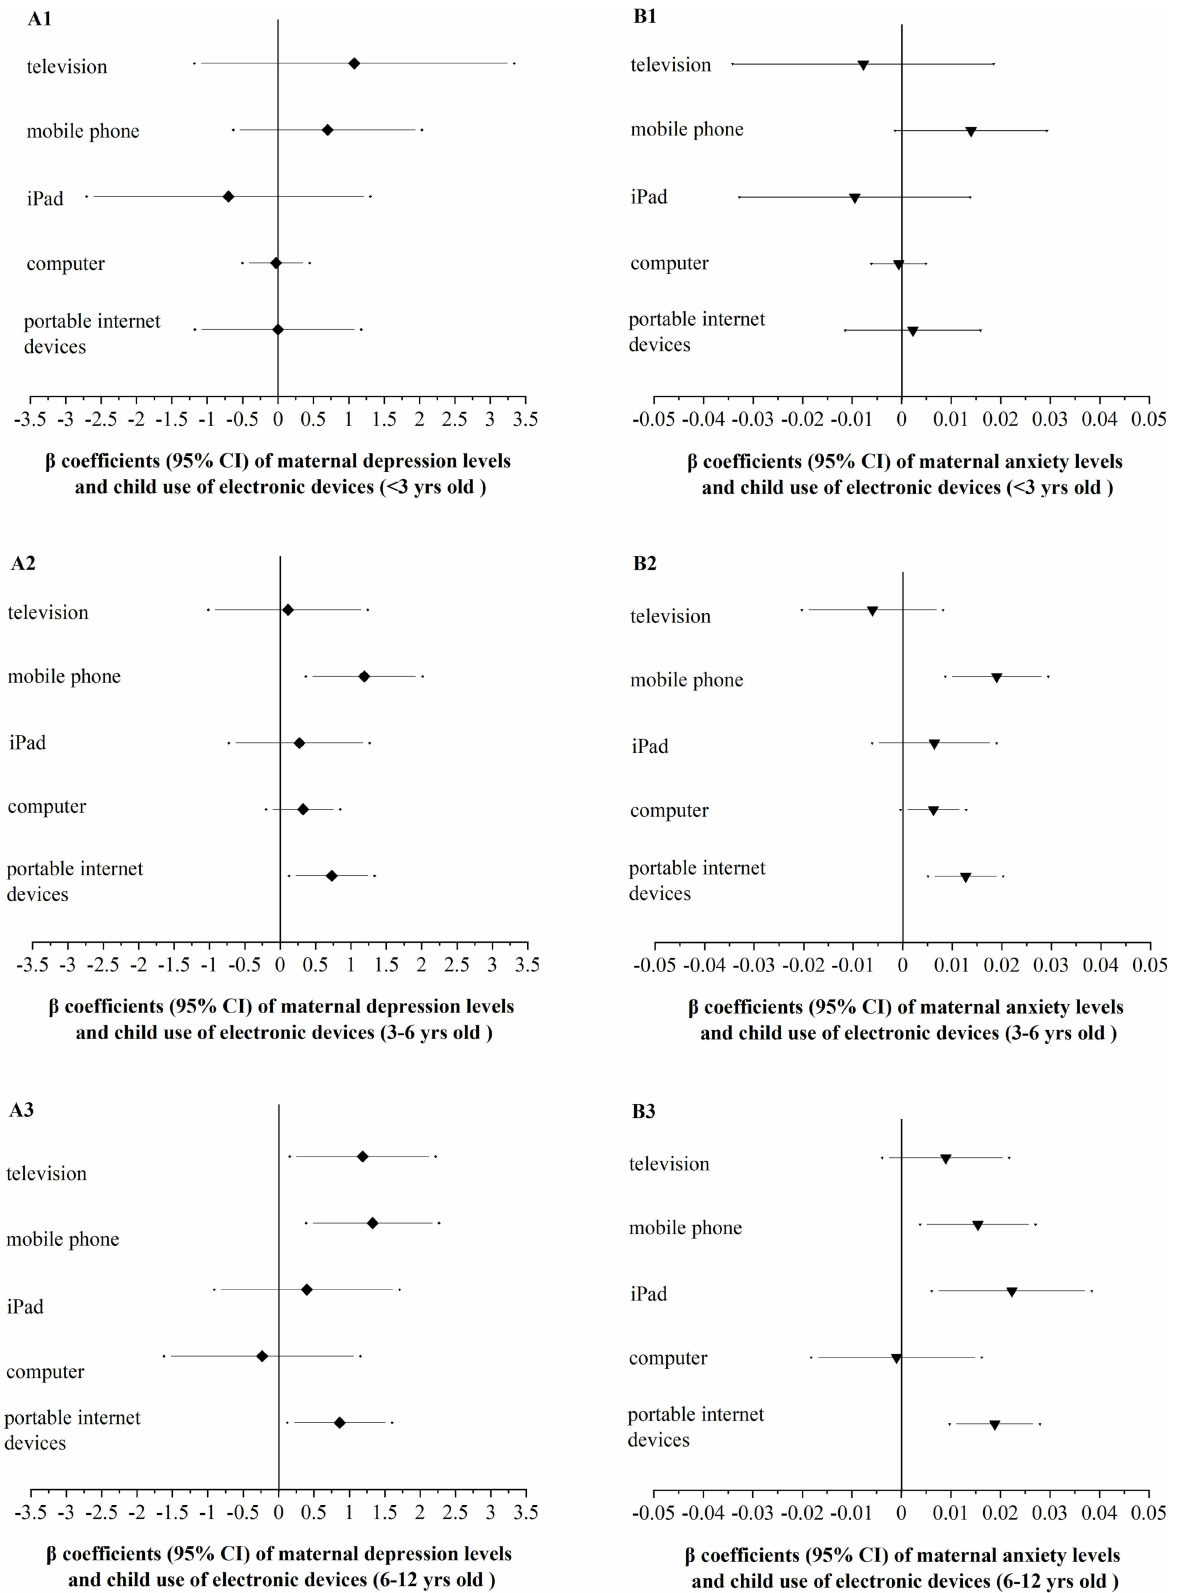 A1
television
mobile phone
iPad
computer
portable internet
devices
-3.5 -3 -2.5 -2 -1.5 -1 -0.5 0 0.5 1 1.5 2 2.5 3 3.5
β coefficients (95% CI) of maternal depression levels
and child use of electronic devices (<3 yrs old )
B1
television
mobile phone
iPad
computer
portable internet
devices
-0.05 -0.04 -0.03 -0.02 -0.01 0 0.01 0.02 0.03 0.04 0.05
β coefficients (95% CI) of maternal anxiety levels
and child use of electronic devices (<3 yrs old )
A2
television
mobile phone
iPad
computer
portable internet
devices
-3.5 -3 -2.5 -2 -1.5 -1 -0.5 0 0.5 1 1.5 2 2.5 3 3.5
β coefficients (95% CI) of maternal depression levels
and child use of electronic devices (3-6 yrs old )
B2
television
mobile phone
iPad
computer
portable internet
devices
-0.05 -0.04 -0.03 -0.02 -0.01 0 0.01 0.02 0.03 0.04 0.05
β coefficients (95% CI) of maternal anxiety levels
and child use of electronic devices (3-6 yrs old )
A3
television
mobile phone
iPad
computer
portable internet
devices
-3.5 -3 -2.5 -2 -1.5 -1 -0.5 0 0.5 1 1.5 2 2.5 3 3.5
β coefficients (95% CI) of maternal depression levels
and child use of electronic devices (6-12 yrs old )
B3
television
mobile phone
iPad
computer
portable internet
devices
-0.05 -0.04 -0.03 -0.02 -0.01 0 0.01 0.02 0.03 0.04 0.05
β coefficients (95% CI) of maternal anxiety levels
and child use of electronic devices (6-12 yrs old )